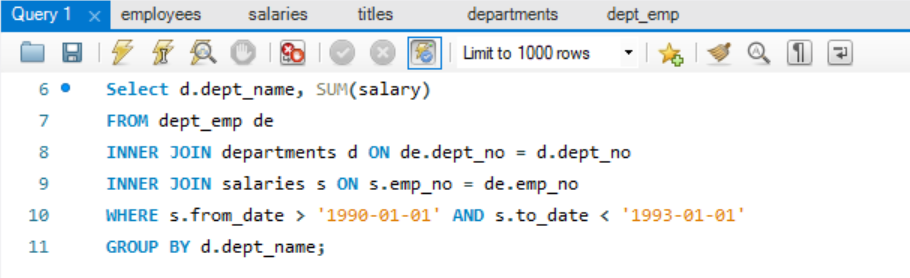 Query 1 employees salaries titles departments dept_emp
Limit to 1000 rows
6 Select d.dept_name, SUM(salary)
7 FROM dept_emp de
8 INNER JOIN departments d ON de.dept_no = d.dept_no
9 INNER JOIN salaries s ON s.emp_no = de.emp_no
10 WHERE s.from_date > '1990-01-01' AND s.to_date < '1993-01-01'
11 GROUP BY d.dept_name;